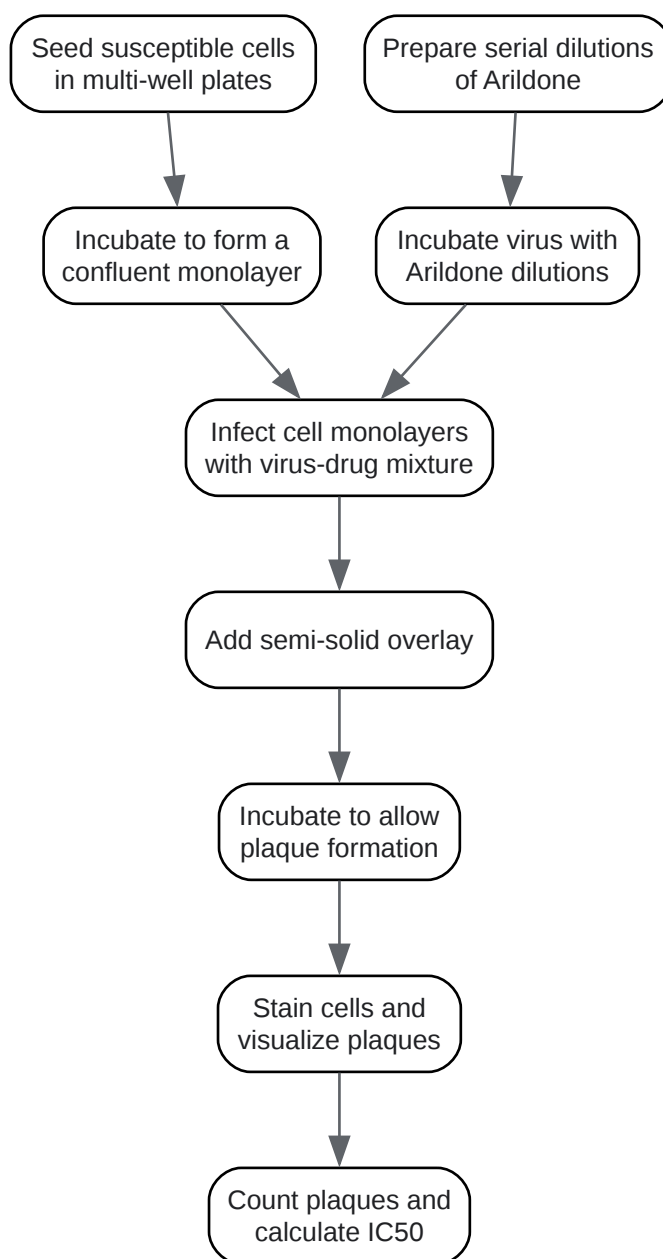 Seed susceptible cells
in multi-well plates
Prepare serial dilutions
of Arildone
Incubate to form a
confluent monolayer
Incubate virus with
Arildone dilutions
Infect cell monolayers
with virus-drug mixture
Add semi-solid overlay
Incubate to allow
plaque formation
Stain cells and
visualize plaques
Count plaques and
calculate IC50